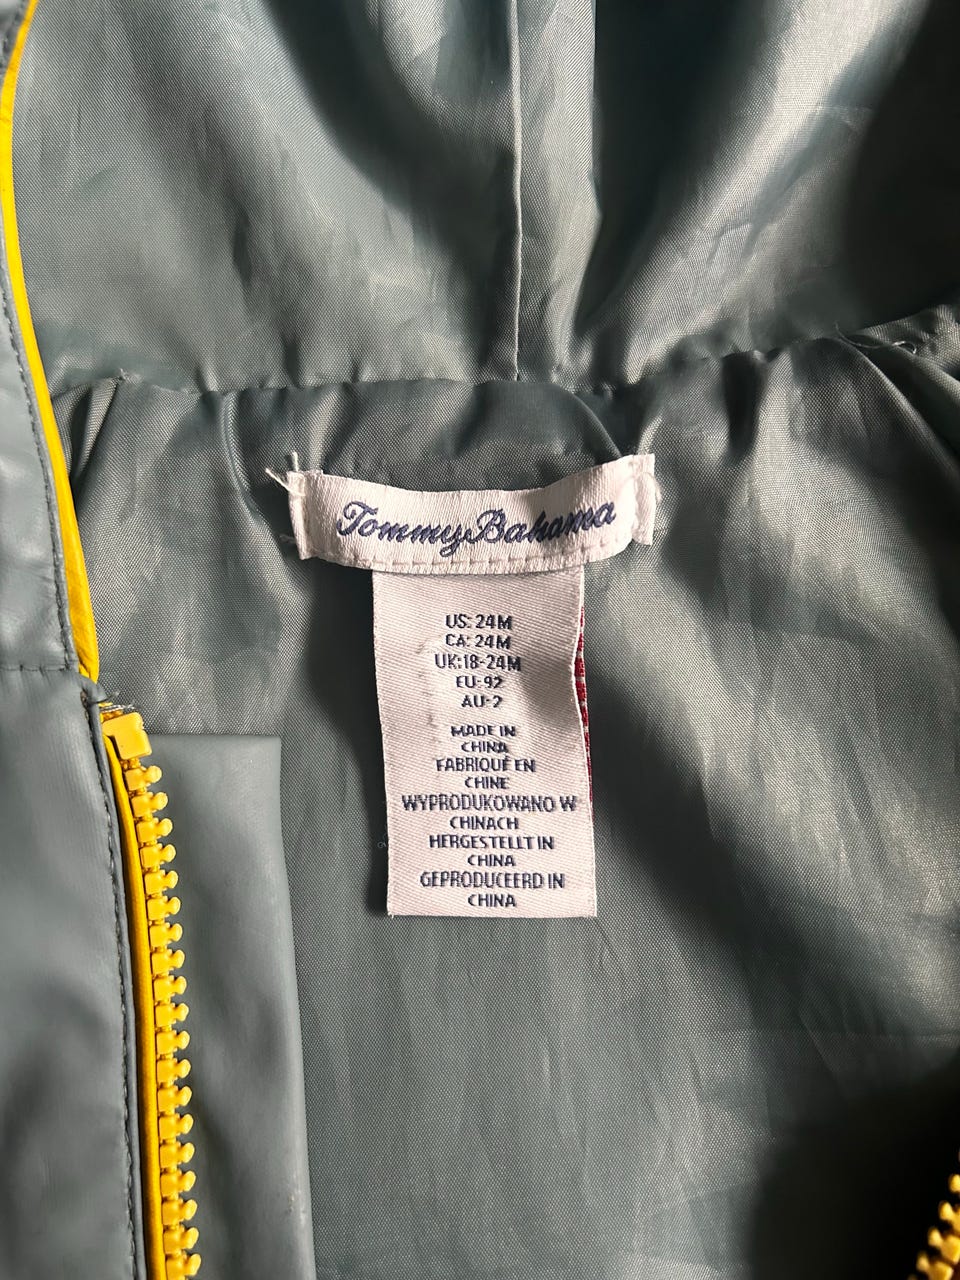 Tommy Bahama
US: 24M
CA: 24M
UK:18-24M
EU: 92
AU: 2
MADE IN
CHINA
FABRIQUÉ EN
CHINE
WYPRODUKOWANO W
CHINACH
HERGESTELLT IN
CHINA
GEPRODUCEERD IN
CHINA